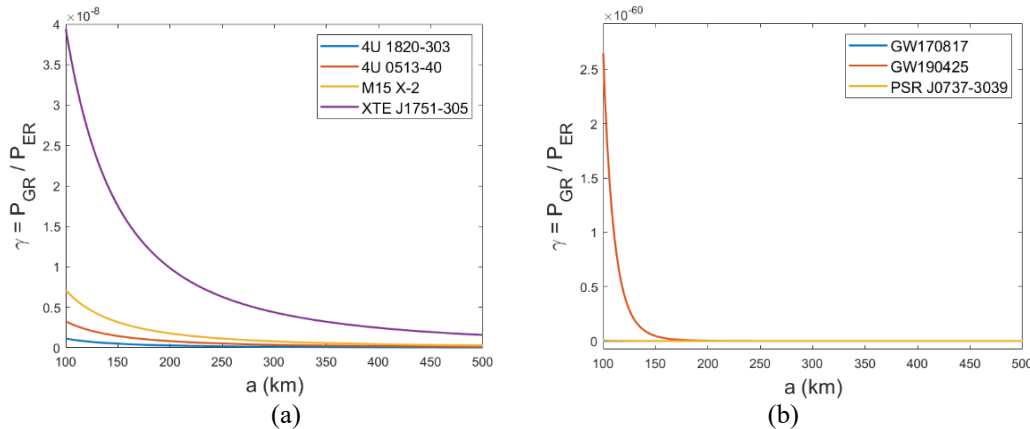 ×10⁻⁸
4
3.5
3
2.5
2
1.5
1
0.5
0
γ = P_GR / P_ER
4U 1820-303
4U 0513-40
M15 X-2
XTE J1751-305
100 150 200 250 300 350 400 450 500
a (km)
(a)
×10⁻⁶⁰
2.5
2
1.5
1
0.5
0
γ = P_GR / P_ER
GW170817
GW190425
PSR J0737-3039
100 150 200 250 300 350 400 450 500
a (km)
(b)